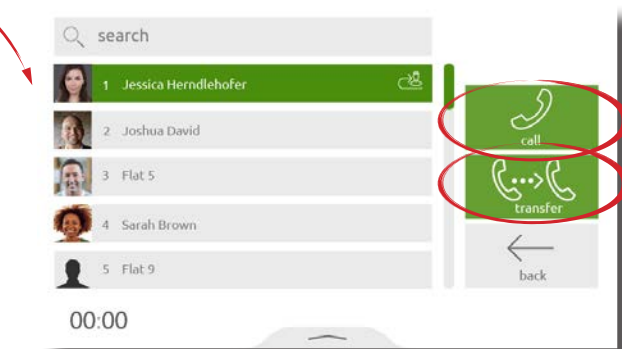 search
1 Jessica Herndlehofer
2 Joshua David
3 Flat 5
4 Sarah Brown
5 Flat 9
call
transfer
back
00:00